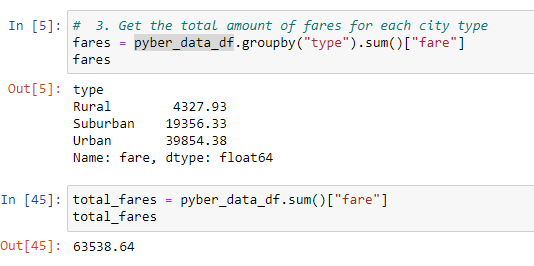 In [5]: #  3. Get the total amount of fares for each city type
fares = pyber_data_df.groupby("type").sum()["fare"]
fares
Out[5]: type
Rural        4327.93
Suburban    19356.33
Urban       39854.38
Name: fare, dtype: float64
In [45]: total_fares = pyber_data_df.sum()["fare"]
total_fares
Out[45]: 63538.64